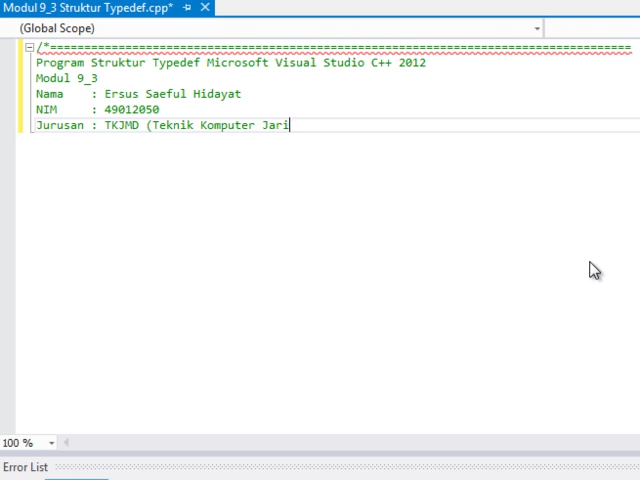 Modul 9_3 Struktur Typedef.cpp*
(Global Scope)
/*=====================================================================================
Program Struktur Typedef Microsoft Visual Studio C++ 2012
Modul 9_3
Nama    : Ersus Saeful Hidayat
NIM     : 49012050
Jurusan : TKJMD (Teknik Komputer Jari
100 %
Error List